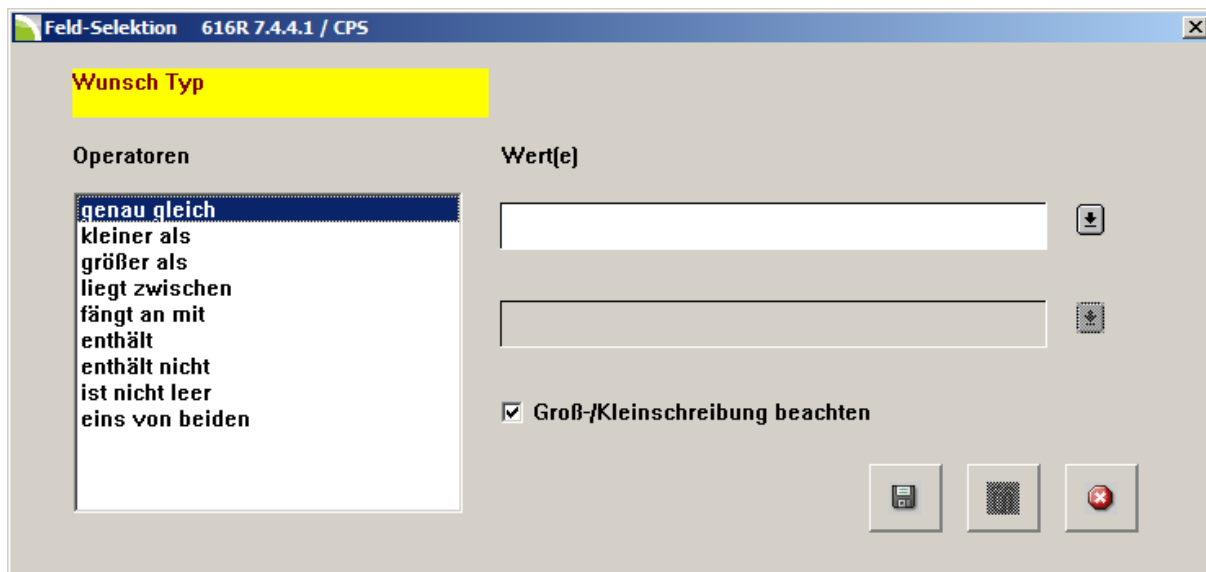 Feld-Selektion 616R 7.4.4.1 / CPS
Wunsch Typ
Operatoren
Wert(e)
genau gleich
kleiner als
größer als
liegt zwischen
fängt an mit
enthält
enthält nicht
ist nicht leer
eins von beiden
Groß-/Kleinschreibung beachten